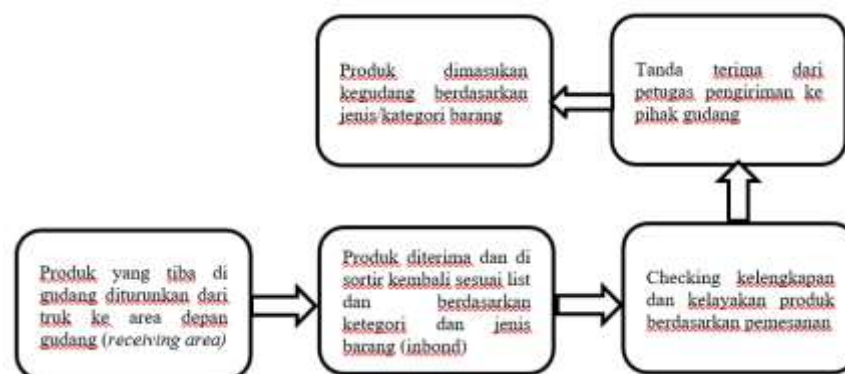 Produk yang tiba di
gudang diturunkan dari
truk ke area depan
gudang (receiving area)
Produk diterima dan di
sortir kembali sesuai list
dan berdasarkan
ketegori dan jenis
barang (inbond)
Checking kelengkapan
dan kelayakan produk
berdasarkan pemesanan
Tanda terima dari
petugas pengiriman ke
pihak gudang
Produk dimasukan
kegudang berdasarkan
jenis/kategori barang